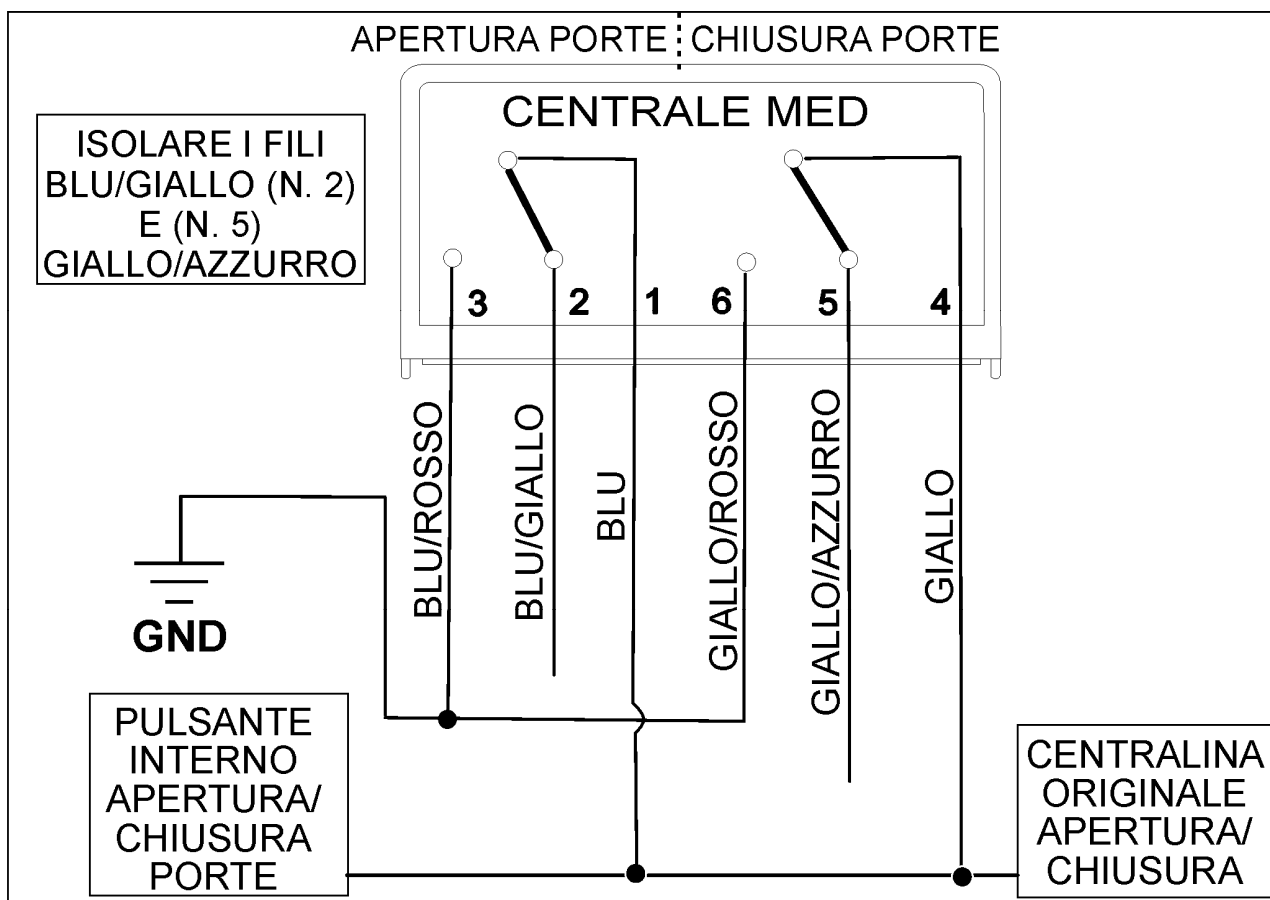 APERTURA PORTE CHIUSURA PORTE
CENTRALE MED
ISOLARE I FILI
BLU/GIALLO (N. 2)
E (N. 5)
GIALLO/AZZURRO
3 2 1 6 5 4
BLU/ROSSO
BLU/GIALLO
BLU
GIALLO/ROSSO
GIALLO/AZZURRO
GIALLO
GND
PULSANTE
INTERNO
APERTURA/
CHIUSURA
PORTE
CENTRALINA
ORIGINALE
APERTURA/
CHIUSURA